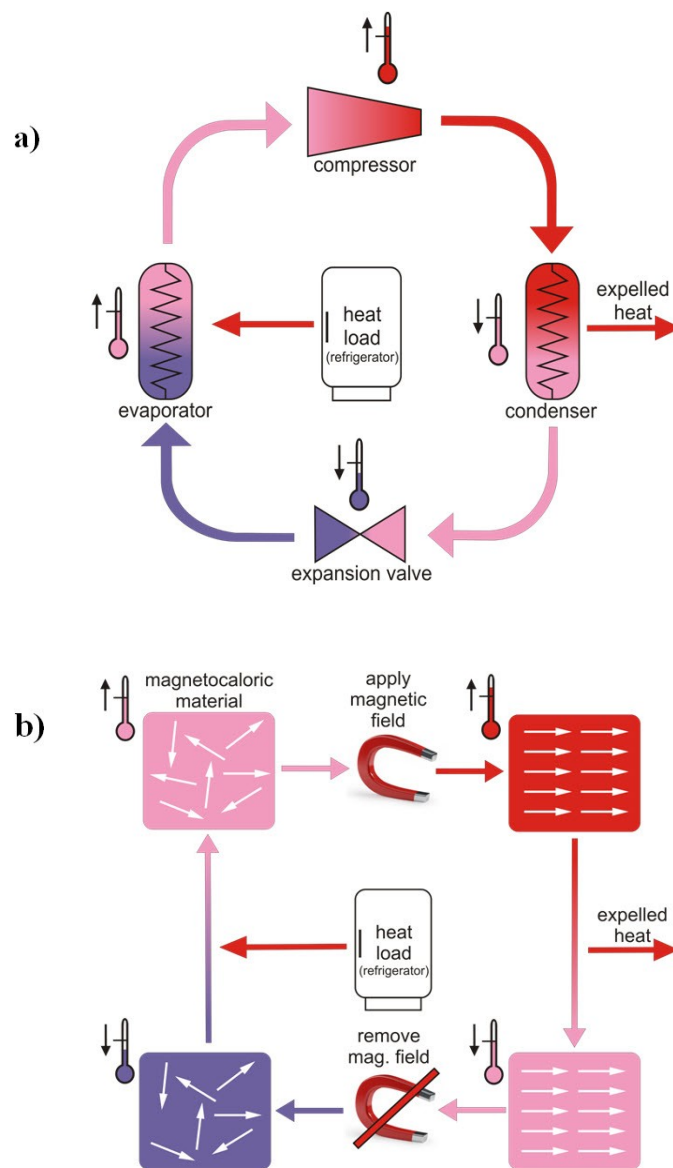 a)
compressor
expelled
heat
heat
load
(refrigerator)
evaporator
condenser
expansion valve
b)
magnetocaloric
material
apply
magnetic
field
heat
load
(refrigerator)
expelled
heat
remove
mag. field